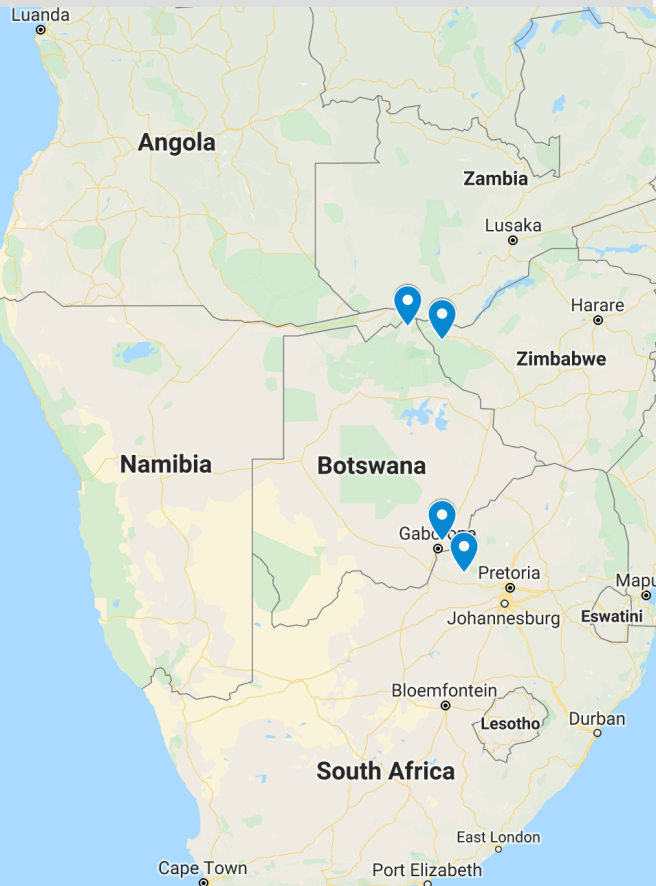 Luanda
Angola
Zambia
Lusaka
Harare
Zimbabwe
Namibia
Botswana
Gaborone
Pretoria
Mapu
Johannesburg
Eswatini
Bloemfontein
Lesotho
Durban
South Africa
East London
Cape Town
Port Elizabeth